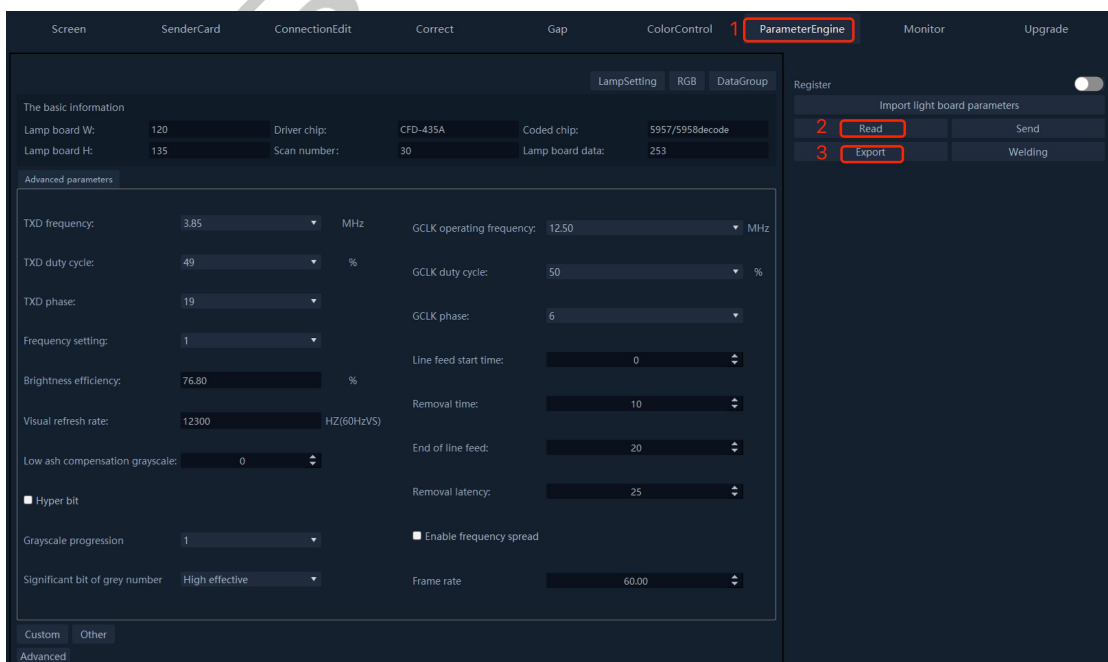 Screen SenderCard ConnectionEdit Correct Gap ColorControl 1 ParameterEngine Monitor Upgrade
LampSetting RGB DataGroup
Register
The basic information
Import light board parameters
Lamp board W: 120 Driver chip: CFD-435A Coded chip: 5957/5958decode
2 Read Send
Lamp board H: 135 Scan number: 30 Lamp board data: 253
3 Export Welding
Advanced parameters
TXD frequency: 3.85 MHz
GCLK operating frequency: 12.50 MHz
TXD duty cycle: 49 %
GCLK duty cycle: 50 %
TXD phase: 19
GCLK phase: 6
Frequency setting: 1
Line feed start time: 0
Brightness efficiency: 76.80 %
Removal time: 10
Visual refresh rate: 12300 HZ(60HzVS)
End of line feed: 20
Low ash compensation grayscale: 0
Removal latency: 25
Hyper bit
Enable frequency spread
Grayscale progression 1
Significant bit of grey number High effective
Frame rate 60.00
Custom Other
Advanced